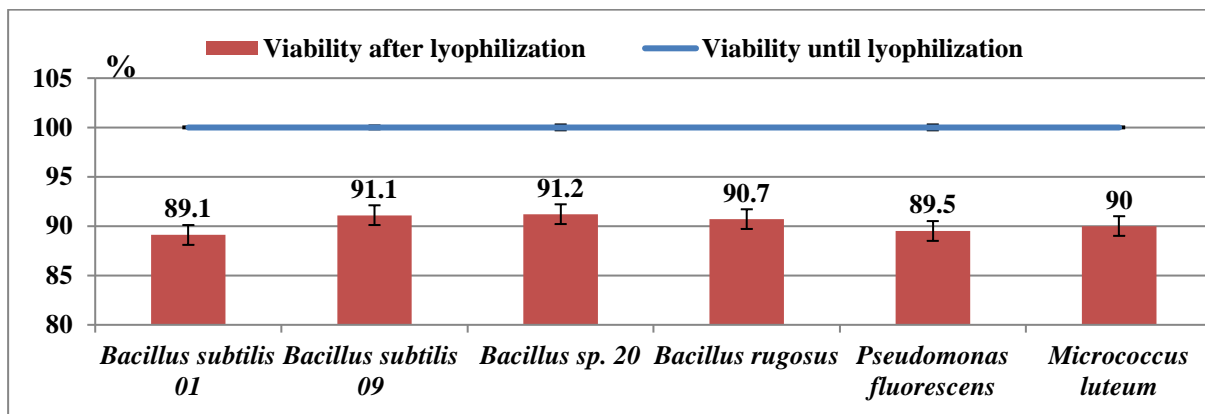 Viability after lyophilization Viability until lyophilization
%
105
100
95
90
85
80
89.1 91.1 91.2 90.7 89.5 90
Bacillus subtilis 01
Bacillus subtilis 09
Bacillus sp. 20
Bacillus rugosus
Pseudomonas fluorescens
Micrococcus luteum